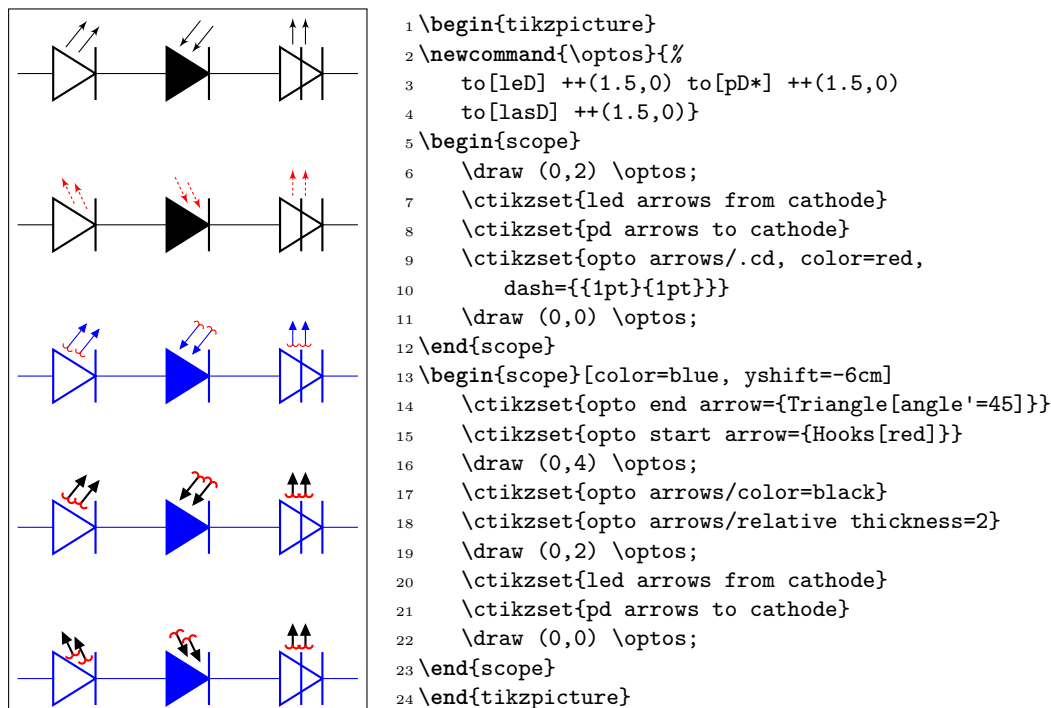 1 \begin{tikzpicture}
2 \newcommand{\optos}{%
3     to[leD] ++(1.5,0) to[pD*] ++(1.5,0)
4     to[lasD] ++(1.5,0)}
5 \begin{scope}
6     \draw (0,2) \optos;
7     \ctikzset{led arrows from cathode}
8     \ctikzset{pd arrows to cathode}
9     \ctikzset{opto arrows/.cd, color=red,
10        dash={{1pt}{1pt}}}
11    \draw (0,0) \optos;
12 \end{scope}
13 \begin{scope}[color=blue, yshift=-6cm]
14    \ctikzset{opto end arrow={Triangle[angle'=45]}}
15    \ctikzset{opto start arrow={Hooks[red]}}
16    \draw (0,4) \optos;
17    \ctikzset{opto arrows/color=black}
18    \ctikzset{opto arrows/relative thickness=2}
19    \draw (0,2) \optos;
20    \ctikzset{led arrows from cathode}
21    \ctikzset{pd arrows to cathode}
22    \draw (0,0) \optos;
23 \end{scope}
24 \end{tikzpicture}